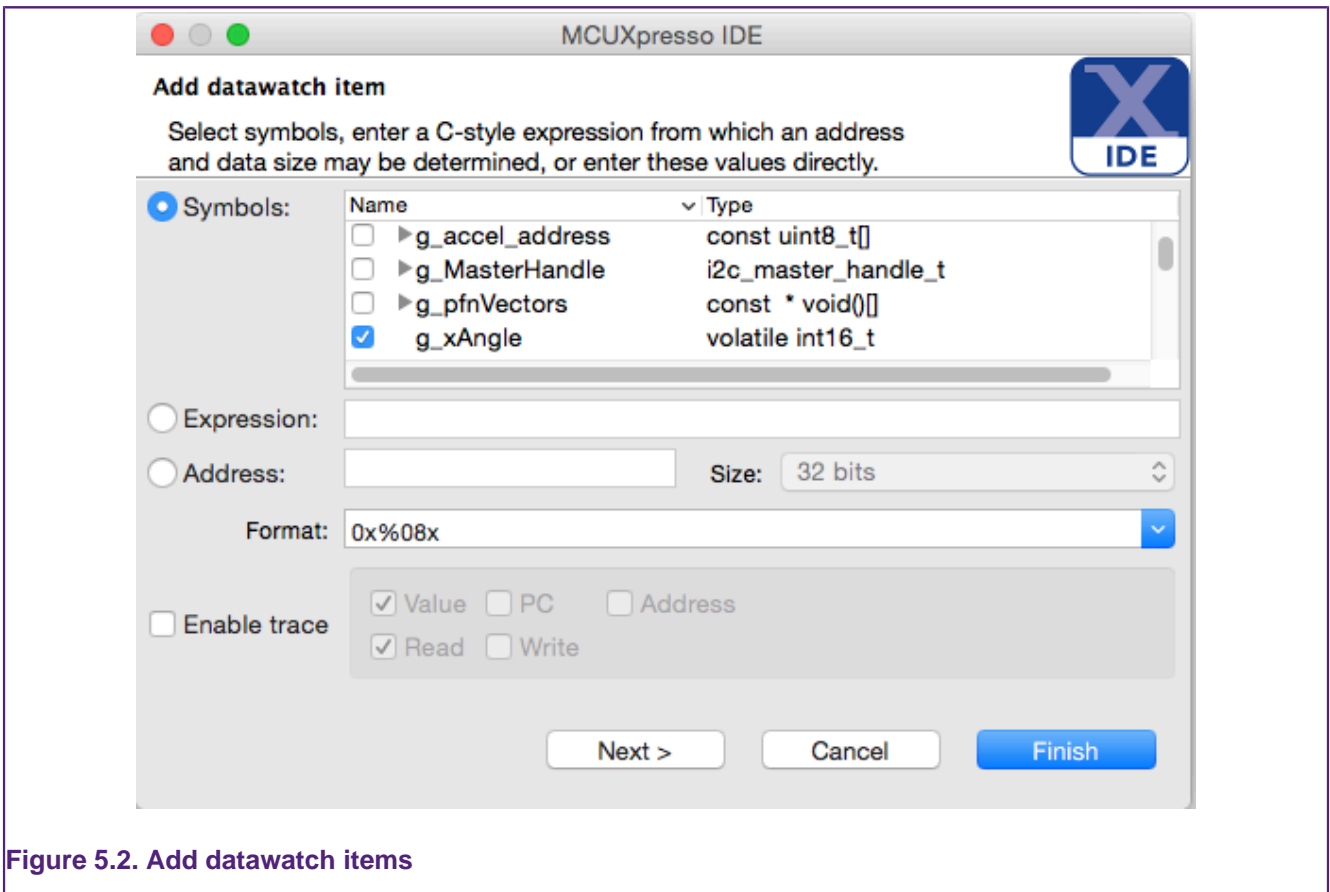 MCUXpresso IDE
Add datawatch item
Select symbols, enter a C-style expression from which an address
and data size may be determined, or enter these values directly.
X
IDE
Symbols:
Name Type
g_accel_address const uint8_t[]
g_MasterHandle i2c_master_handle_t
g_pfnVectors const * void()[]
g_xAngle volatile int16_t
Expression:
Address: Size: 32 bits
Format: 0x%08x
Enable trace
Value PC Address
Read Write
Next > Cancel Finish
Figure 5.2. Add datawatch items